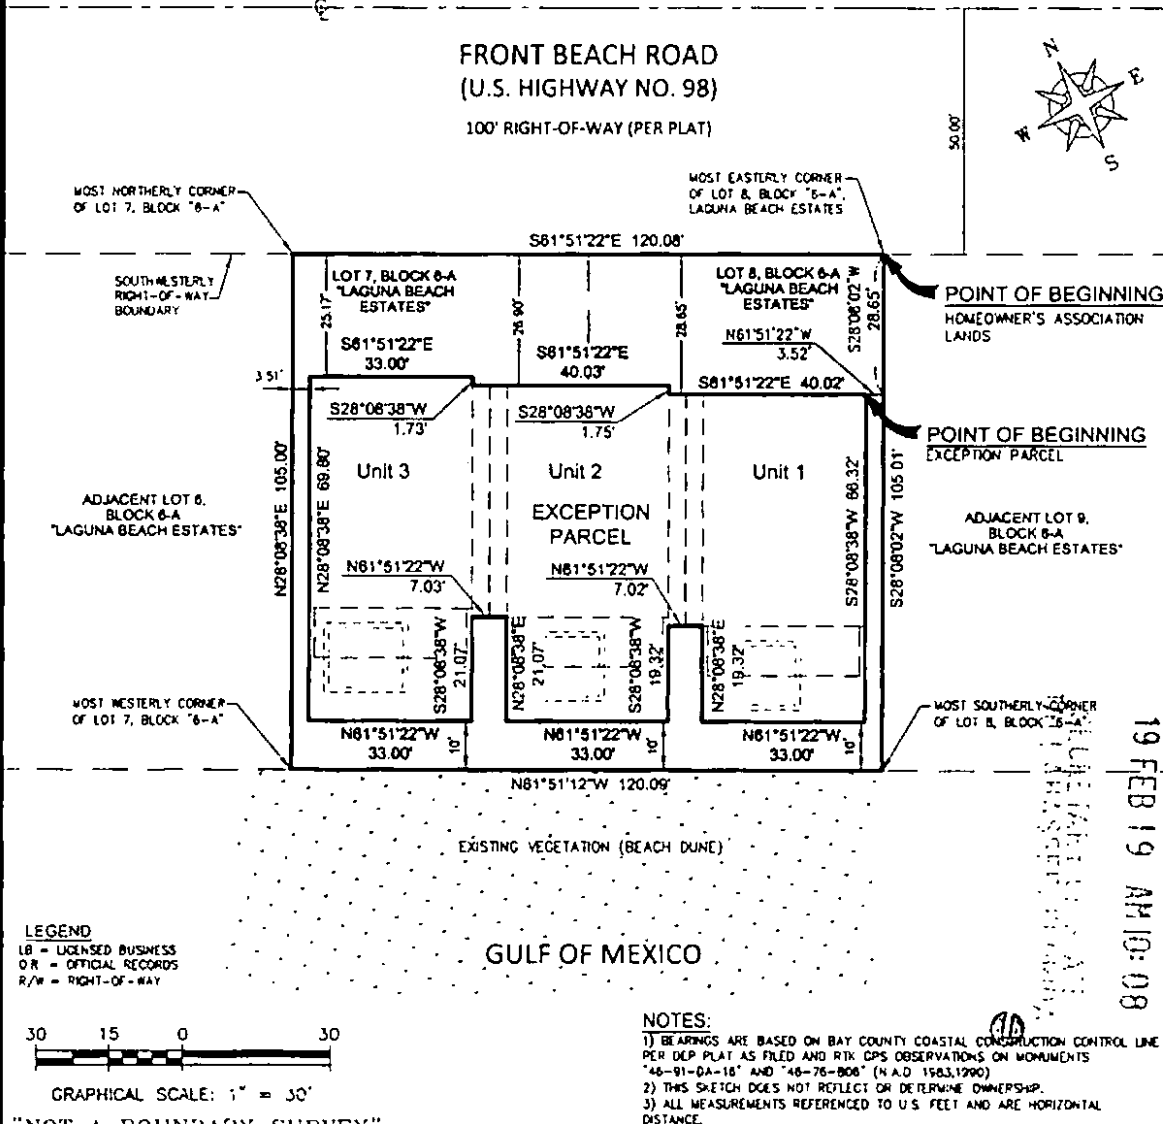 FRONT BEACH ROAD
(U.S. HIGHWAY NO. 98)
100' RIGHT-OF-WAY (PER PLAT)
50.00'
N
E
W
S
MOST NORTHERLY CORNER
OF LOT 7, BLOCK "6-A"
MOST EASTERLY CORNER
OF LOT 8, BLOCK "6-A",
LAGUNA BEACH ESTATES
S61°51'22"E 120.08'
SOUTHWESTERLY
RIGHT-OF-WAY
BOUNDARY
LOT 7, BLOCK 6-A
"LAGUNA BEACH
ESTATES"
LOT 8, BLOCK 6-A
"LAGUNA BEACH
ESTATES"
25.17'
26.90'
28.65'
S28°08'02"W
28.65'
POINT OF BEGINNING
HOMEOWNER'S ASSOCIATION
LANDS
N61°51'22"W
3.52'
S61°51'22"E
33.00'
S61°51'22"E
40.03'
S61°51'22"E 40.02'
3.51'
S28°08'38"W
1.73'
S28°08'38"W
1.75'
POINT OF BEGINNING
EXCEPTION PARCEL
Unit 3
Unit 2
Unit 1
EXCEPTION
PARCEL
ADJACENT LOT 6,
BLOCK 6-A
"LAGUNA BEACH ESTATES"
N28°08'38"E 105.00'
N28°08'38"E 69.80'
S28°08'38"W 66.32'
S28°08'02"W 105.01'
ADJACENT LOT 9,
BLOCK 6-A
"LAGUNA BEACH ESTATES"
N61°51'22"W
7.03'
N61°51'22"W
7.02'
S28°08'38"W
21.07'
N28°08'38"E
21.07'
S28°08'38"W
19.32'
N28°08'38"E
19.32'
MOST WESTERLY CORNER
OF LOT 7, BLOCK "6-A"
MOST SOUTHERLY CORNER
OF LOT 8, BLOCK "6-A"
N61°51'22"W
33.00'
10'
N61°51'22"W
33.00'
10'
N61°51'22"W
33.00'
10'
N61°51'12"W 120.09'
19 FEB 19 AM 10:08
EXISTING VEGETATION (BEACH DUNE)
GULF OF MEXICO
LEGEND
LB = LICENSED BUSINESS
O.R. = OFFICIAL RECORDS
R/W = RIGHT-OF-WAY
30 15 0 30
GRAPHICAL SCALE: 1" = 30'
"NOT A BOUNDARY SURVEY"
NOTES:
1) BEARINGS ARE BASED ON BAY COUNTY COASTAL CONSTRUCTION CONTROL LINE
PER DEP PLAT AS FILED AND RTK GPS OBSERVATIONS ON MONUMENTS
"46-91-GA-18" AND "46-76-B06" (N.A.D. 1983,1990)
2) THIS SKETCH DOES NOT REFLECT OR DETERMINE OWNERSHIP.
3) ALL MEASUREMENTS REFERENCED TO U.S. FEET AND ARE HORIZONTAL
DISTANCE.